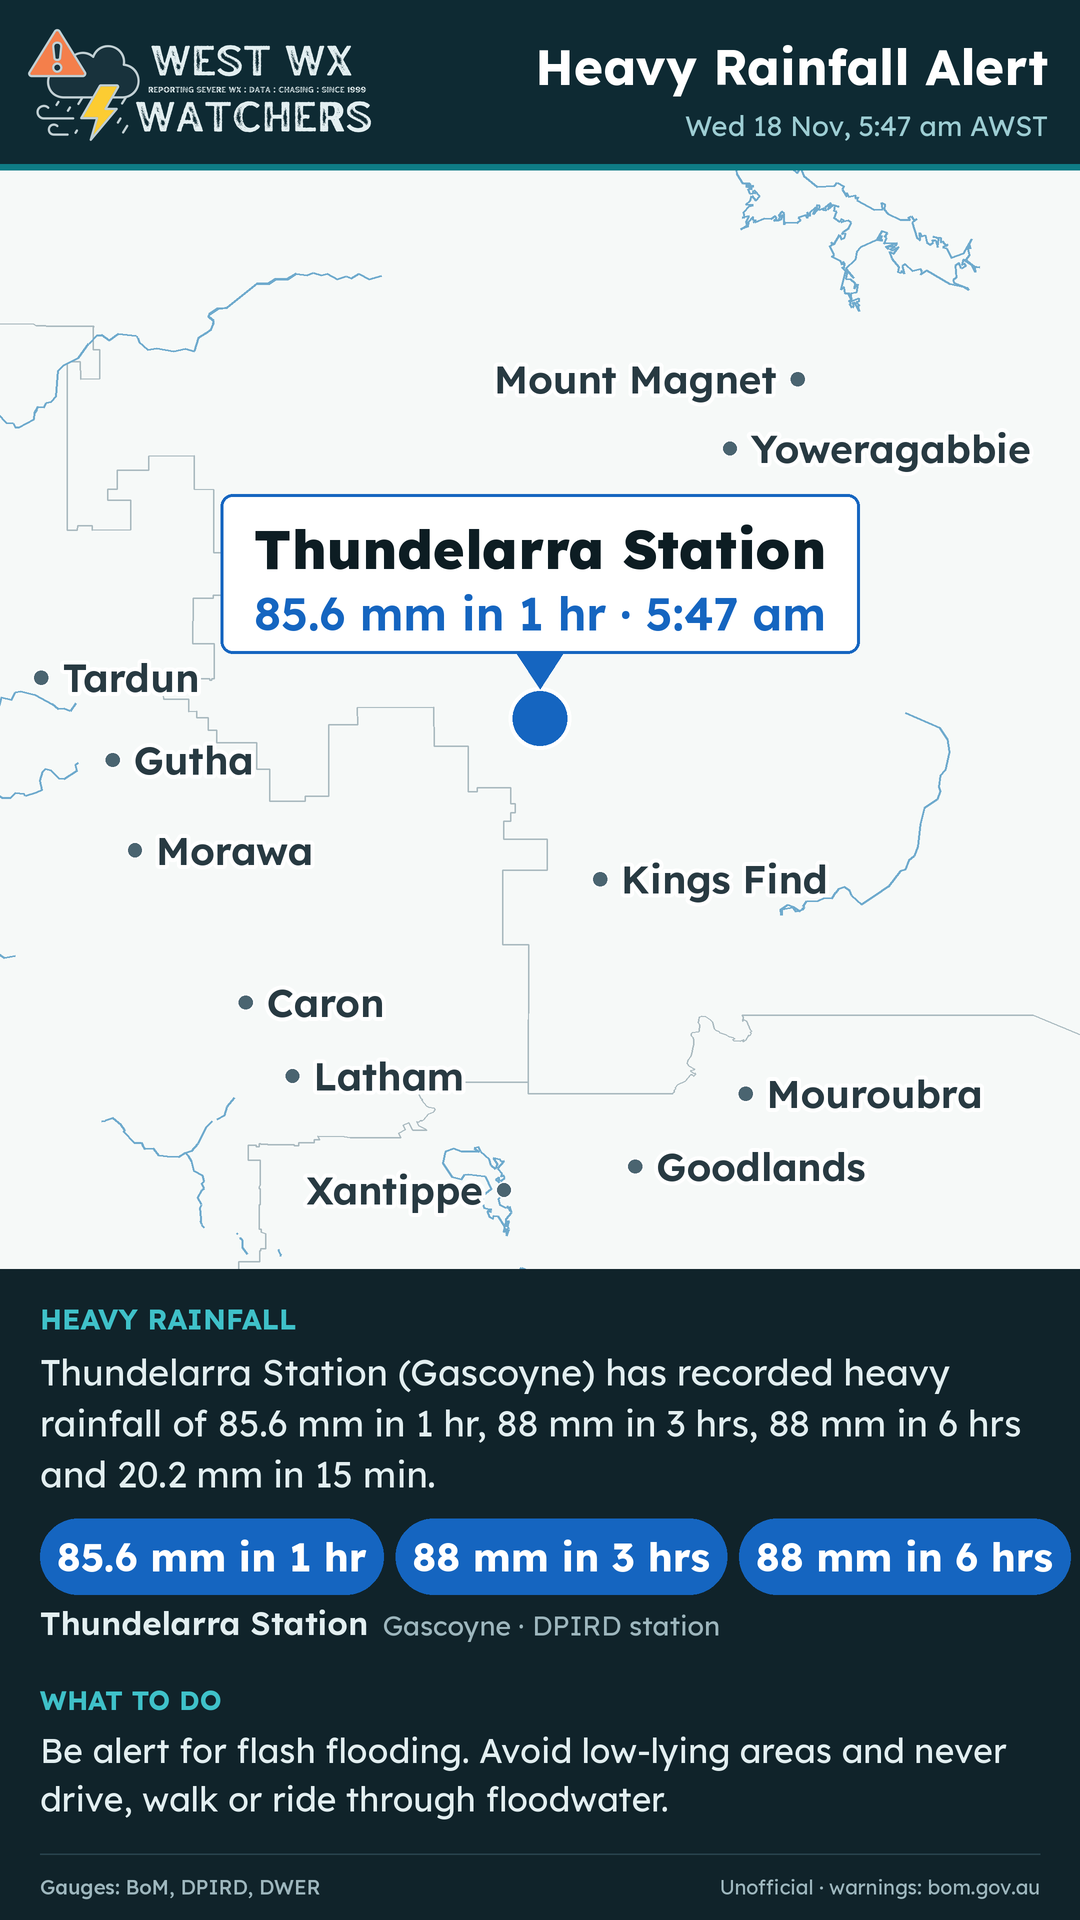 WEST WX
REPORTING SEVERE WX : DATA : CHASING : SINCE 1999
WATCHERS
Heavy Rainfall Alert
Wed 18 Nov, 5:47 am AWST
Mount Magnet
Yoweragabbie
Thundelarra Station
85.6 mm in 1 hr · 5:47 am
Tardun
Gutha
Morawa
Kings Find
Caron
Latham
Mouroubra
Goodlands
Xantippe
HEAVY RAINFALL
Thundelarra Station (Gascoyne) has recorded heavy
rainfall of 85.6 mm in 1 hr, 88 mm in 3 hrs, 88 mm in 6 hrs
and 20.2 mm in 15 min.
85.6 mm in 1 hr 88 mm in 3 hrs 88 mm in 6 hrs
Thundelarra Station Gascoyne · DPIRD station
WHAT TO DO
Be alert for flash flooding. Avoid low-lying areas and never
drive, walk or ride through floodwater.
Gauges: BoM, DPIRD, DWER
Unofficial · warnings: bom.gov.au